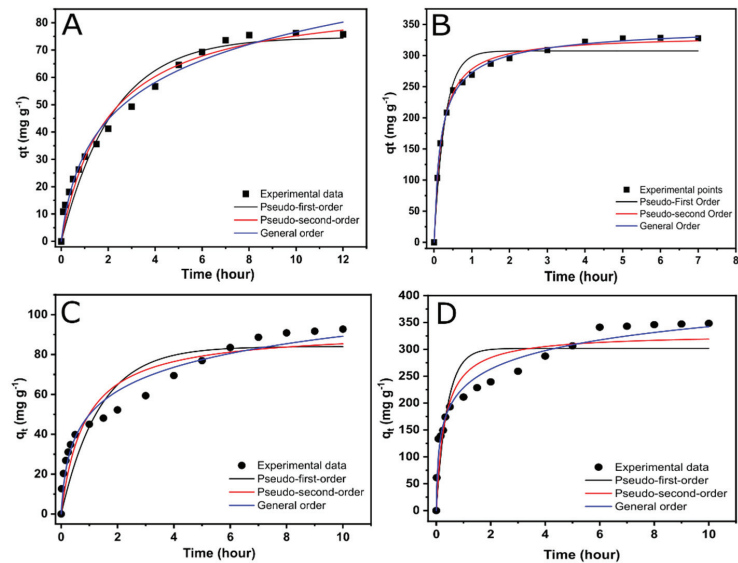 A
80
70
60
50
40
30
20
10
0
qt (mg g⁻¹)
Experimental data
Pseudo-first-order
Pseudo-second-order
General order
0 2 4 6 8 10 12
Time (hour)
B
350
300
250
200
150
100
50
0
qt (mg g⁻¹)
Experimental points
Pseudo-First Order
Pseudo-second Order
General Order
0 1 2 3 4 5 6 7 8
Time (hour)
C
100
80
60
40
20
0
qt (mg g⁻¹)
Experimental data
Pseudo-first-order
Pseudo-second-order
General order
0 2 4 6 8 10
Time (hour)
D
400
350
300
250
200
150
100
50
0
qt (mg g⁻¹)
Experimental data
Pseudo-first-order
Pseudo-second-order
General order
0 2 4 6 8 10
Time (hour)